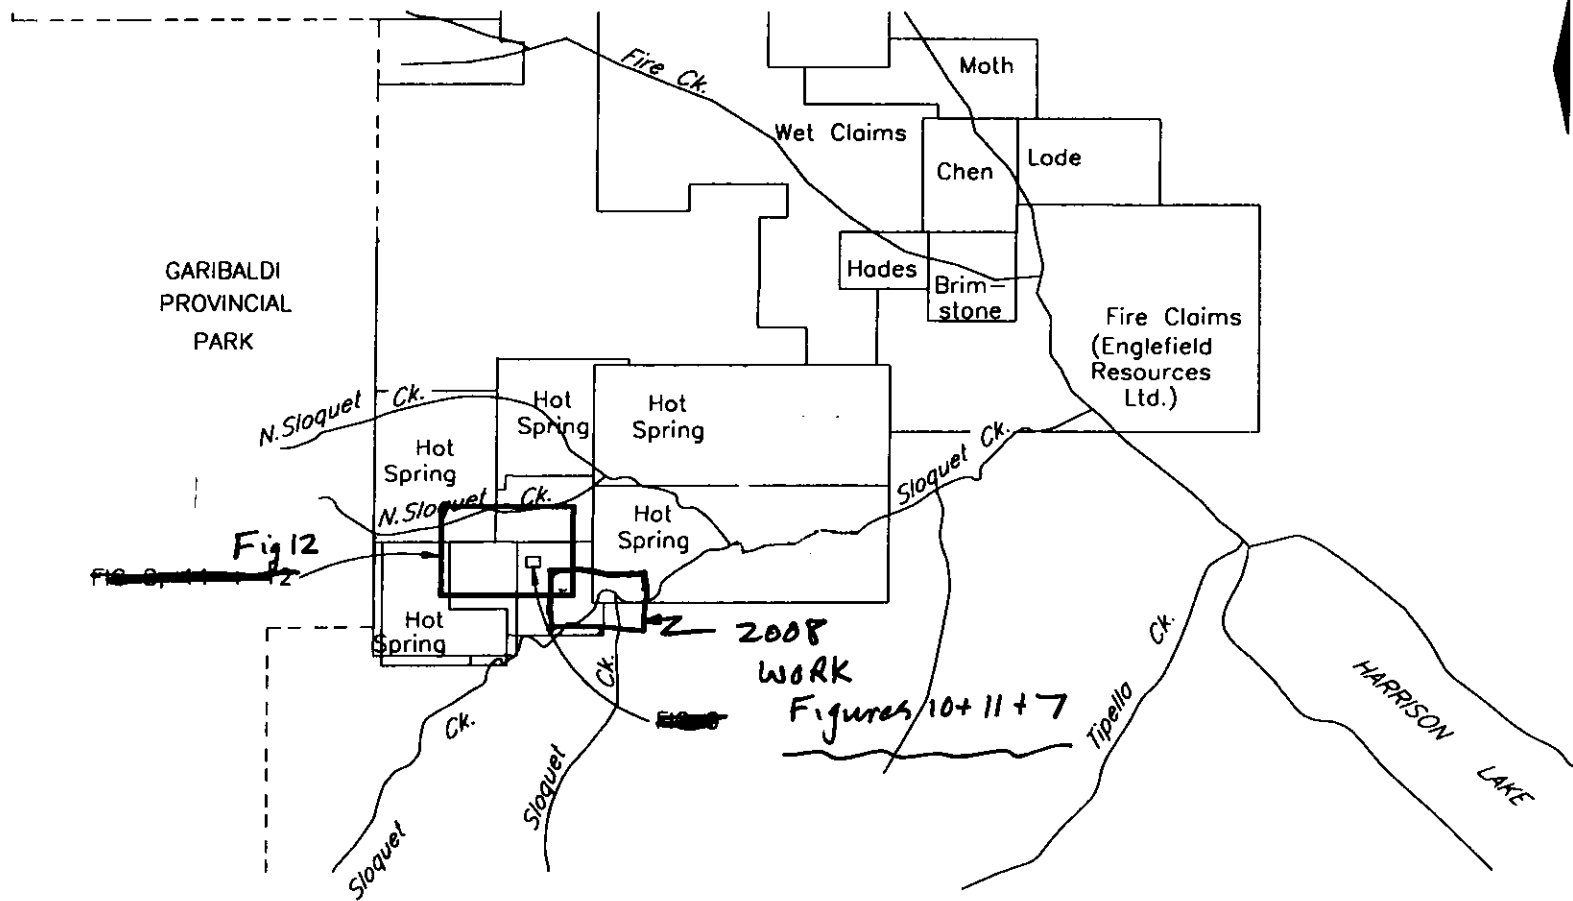 Fire Ck.
Moth
Wet Claims
Chen
Lode
Hades
Brim-
stone
GARIBALDI
PROVINCIAL
PARK
Fire Claims
(Englefield
Resources
Ltd.)
N.Sloquet Ck.
Hot
Spring
Hot
Spring
Hot
Spring
Sloquet Ck.
N.Sloquet Ck.
Hot
Spring
Fig 12
Hot
Spring
2008
WORK
Figures 10+11+7
Sloquet Ck.
Sloquet Ck.
Tipella Ck.
HARRISON
LAKE